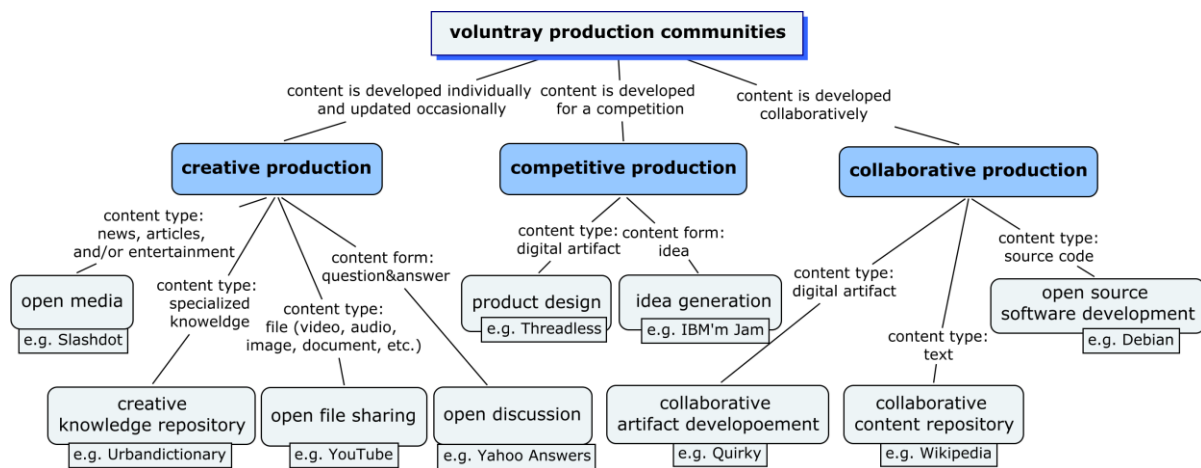 voluntray production communities
content is developed individually
and updated occasionally
content is developed
for a competition
content is developed
collaboratively
creative production
competitive production
collaborative production
content type:
news, articles,
and/or entertainment
content type:
specialized
knoweldge
content type:
file (video, audio,
image, document, etc.)
content form:
question&answer
content type:
digital artifact
content form:
idea
content type:
digital artifact
content type:
text
content type:
source code
open media
e.g. Slashdot
product design
e.g. Threadless
idea generation
e.g. IBM'm Jam
open source
software development
e.g. Debian
creative
knowledge repository
e.g. Urbandictionary
open file sharing
e.g. YouTube
open discussion
e.g. Yahoo Answers
collaborative
artifact developoement
e.g. Quirky
collaborative
content repository
e.g. Wikipedia